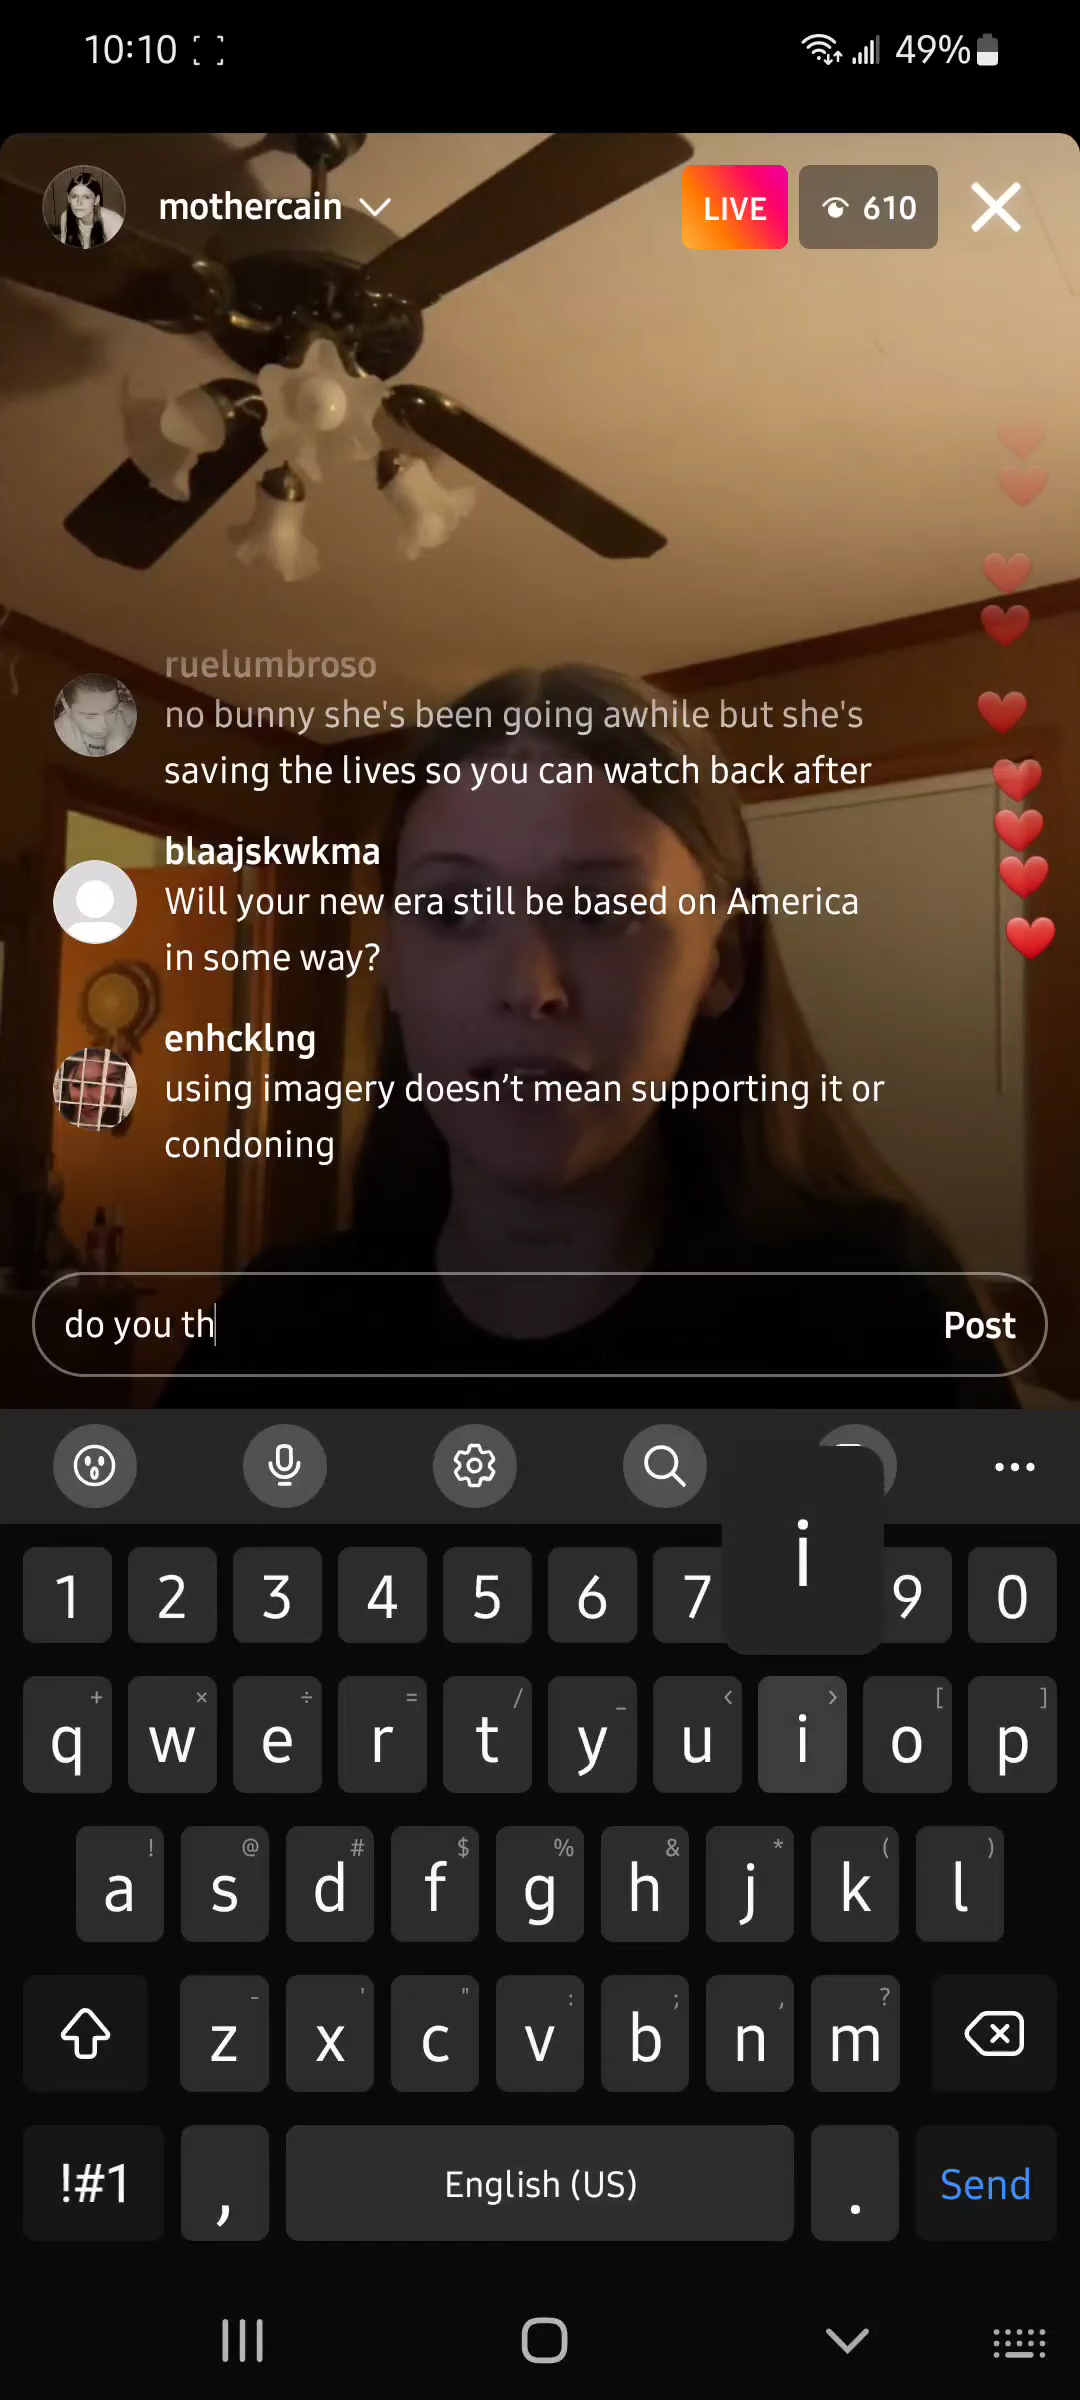 10:10 49%
mothercain LIVE 610
ruelumbroso
no bunny she's been going awhile but she's
saving the lives so you can watch back after
blaajskwkma
Will your new era still be based on America
in some way?
enhcklng
using imagery doesn’t mean supporting it or
condoning
do you th Post
i
1 2 3 4 5 6 7 9 0
+ × ÷ = / _ < > [ ]
q w e r t y u i o p
! @ # $ % & * ( )
a s d f g h j k l
- ' " : ; , ?
z x c v b n m
!#1 , English (US) . Send